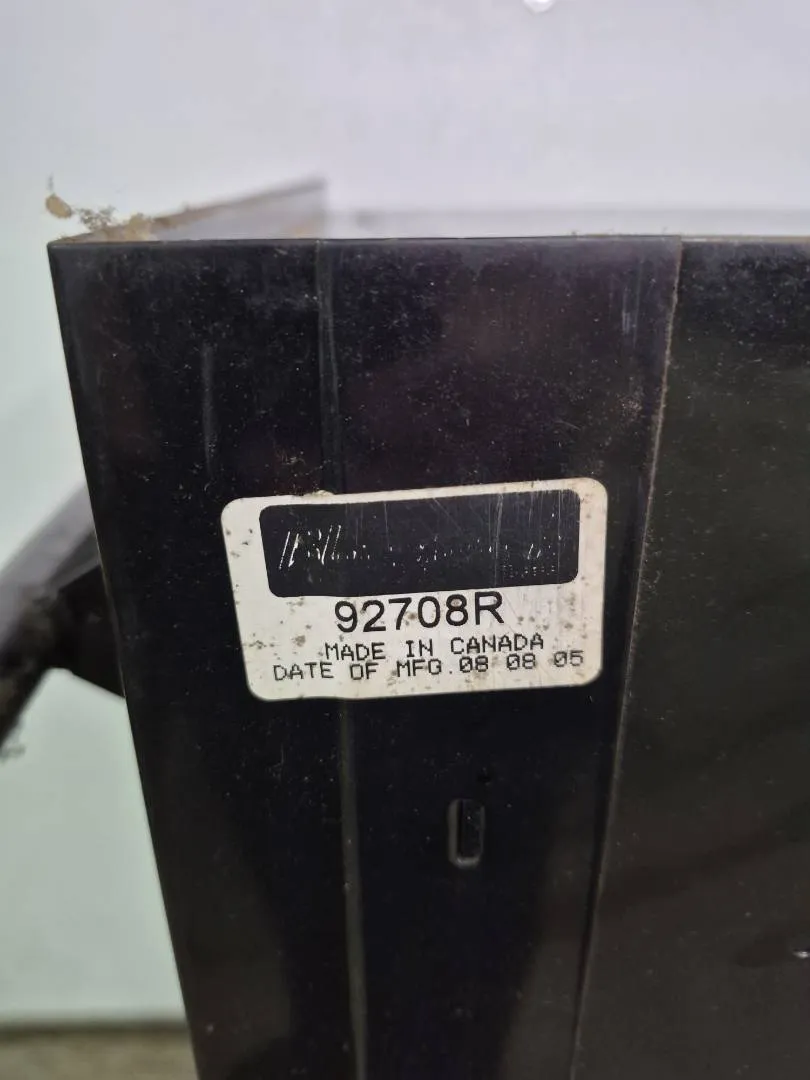 92708R
MADE IN CANADA
DATE OF MFG.08 08 05